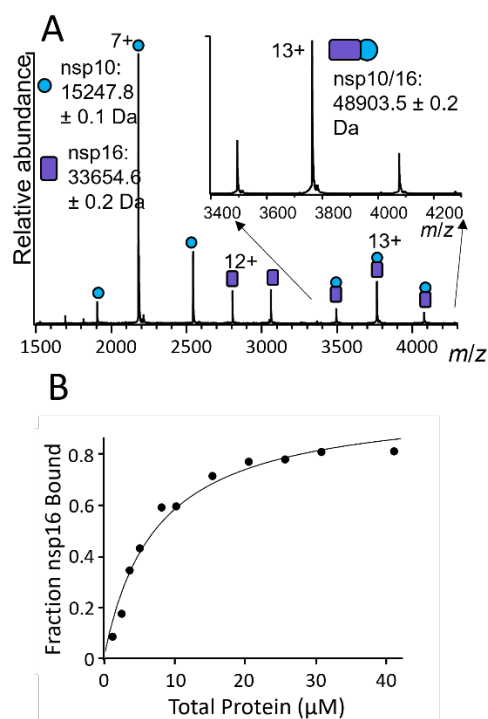 A
7+
nsp10:
15247.8
± 0.1 Da
nsp16:
33654.6
± 0.2 Da
Relative abundance
13+
nsp10/16:
48903.5 ± 0.2
Da
3400 3600 3800 4000 4200
m/z
12+
13+
1500 2000 2500 3000 3500 4000 m/z
B
Fraction nsp16 Bound
0.8
0.6
0.4
0.2
0
0 10 20 30 40
Total Protein (µM)